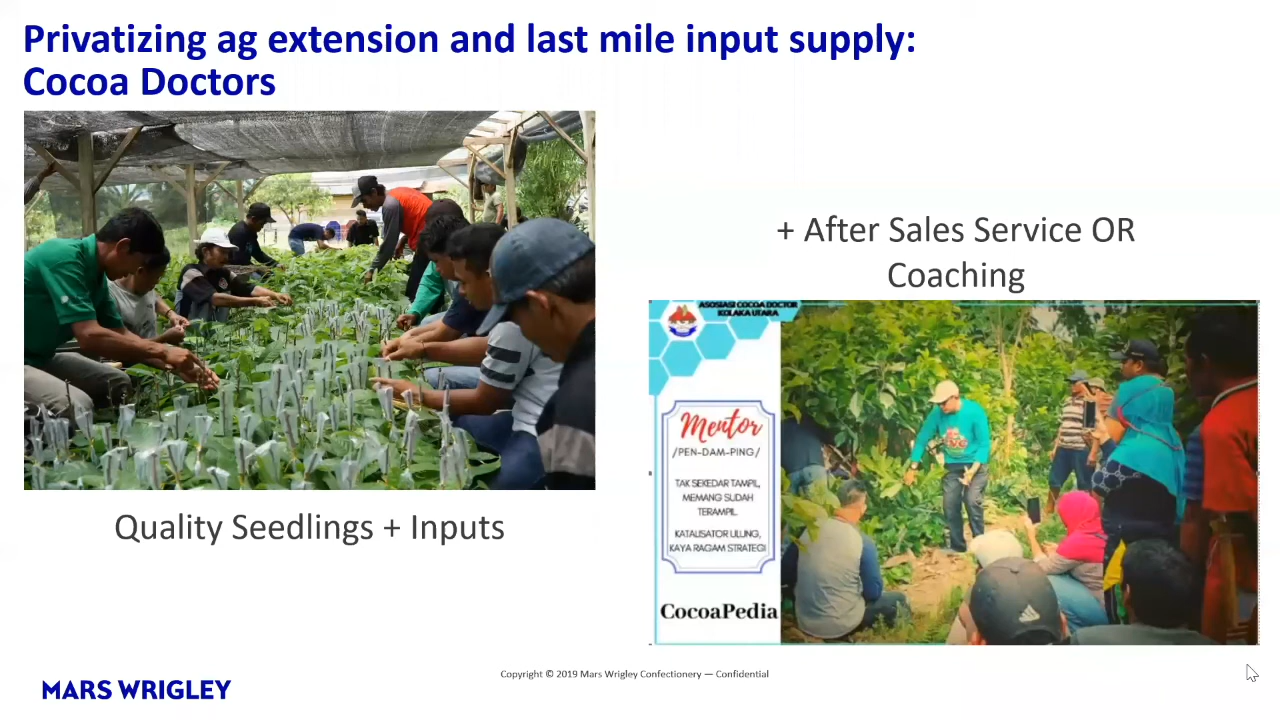 Privatizing ag extension and last mile input supply:
Cocoa Doctors
+ After Sales Service OR
Coaching
ASOSIASI COCOA DOCTOR
KOLAKA UTARA
Mentor
/PEN-DAM-PING/
TAK SEKEDAR TAMPIL,
MEMANG SUDAH
TERAMPIL.
KATALISATOR ULUNG,
KAYA RAGAM STRATEGI
CocoaPedia
Quality Seedlings + Inputs
Copyright © 2019 Mars Wrigley Confectionery — Confidential
MARS WRIGLEY